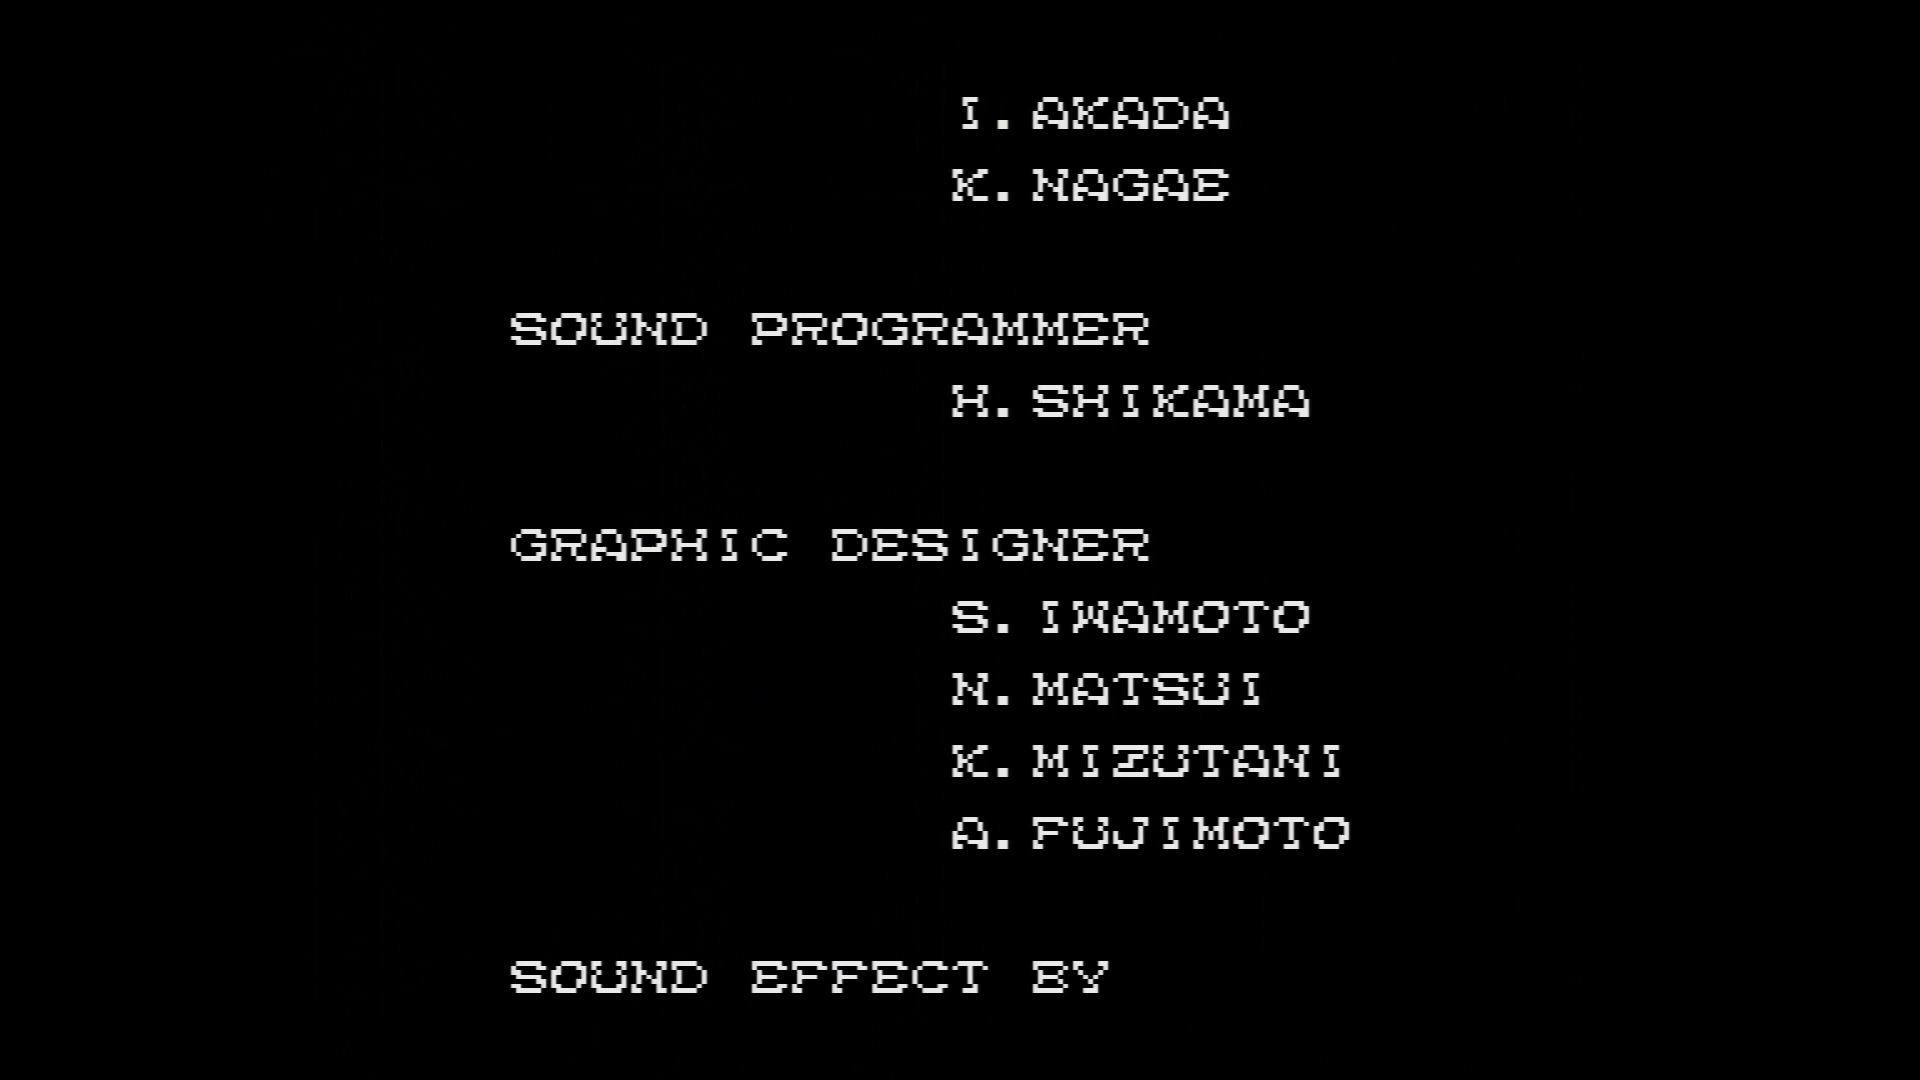 I.AKADA
K.NAGAE
SOUND PROGRAMMER
H.SHIKAMA
GRAPHIC DESIGNER
S.IWAMOTO
N.MATSUI
K.MIZUTANI
A.FUJIMOTO
SOUND EFFECT BY